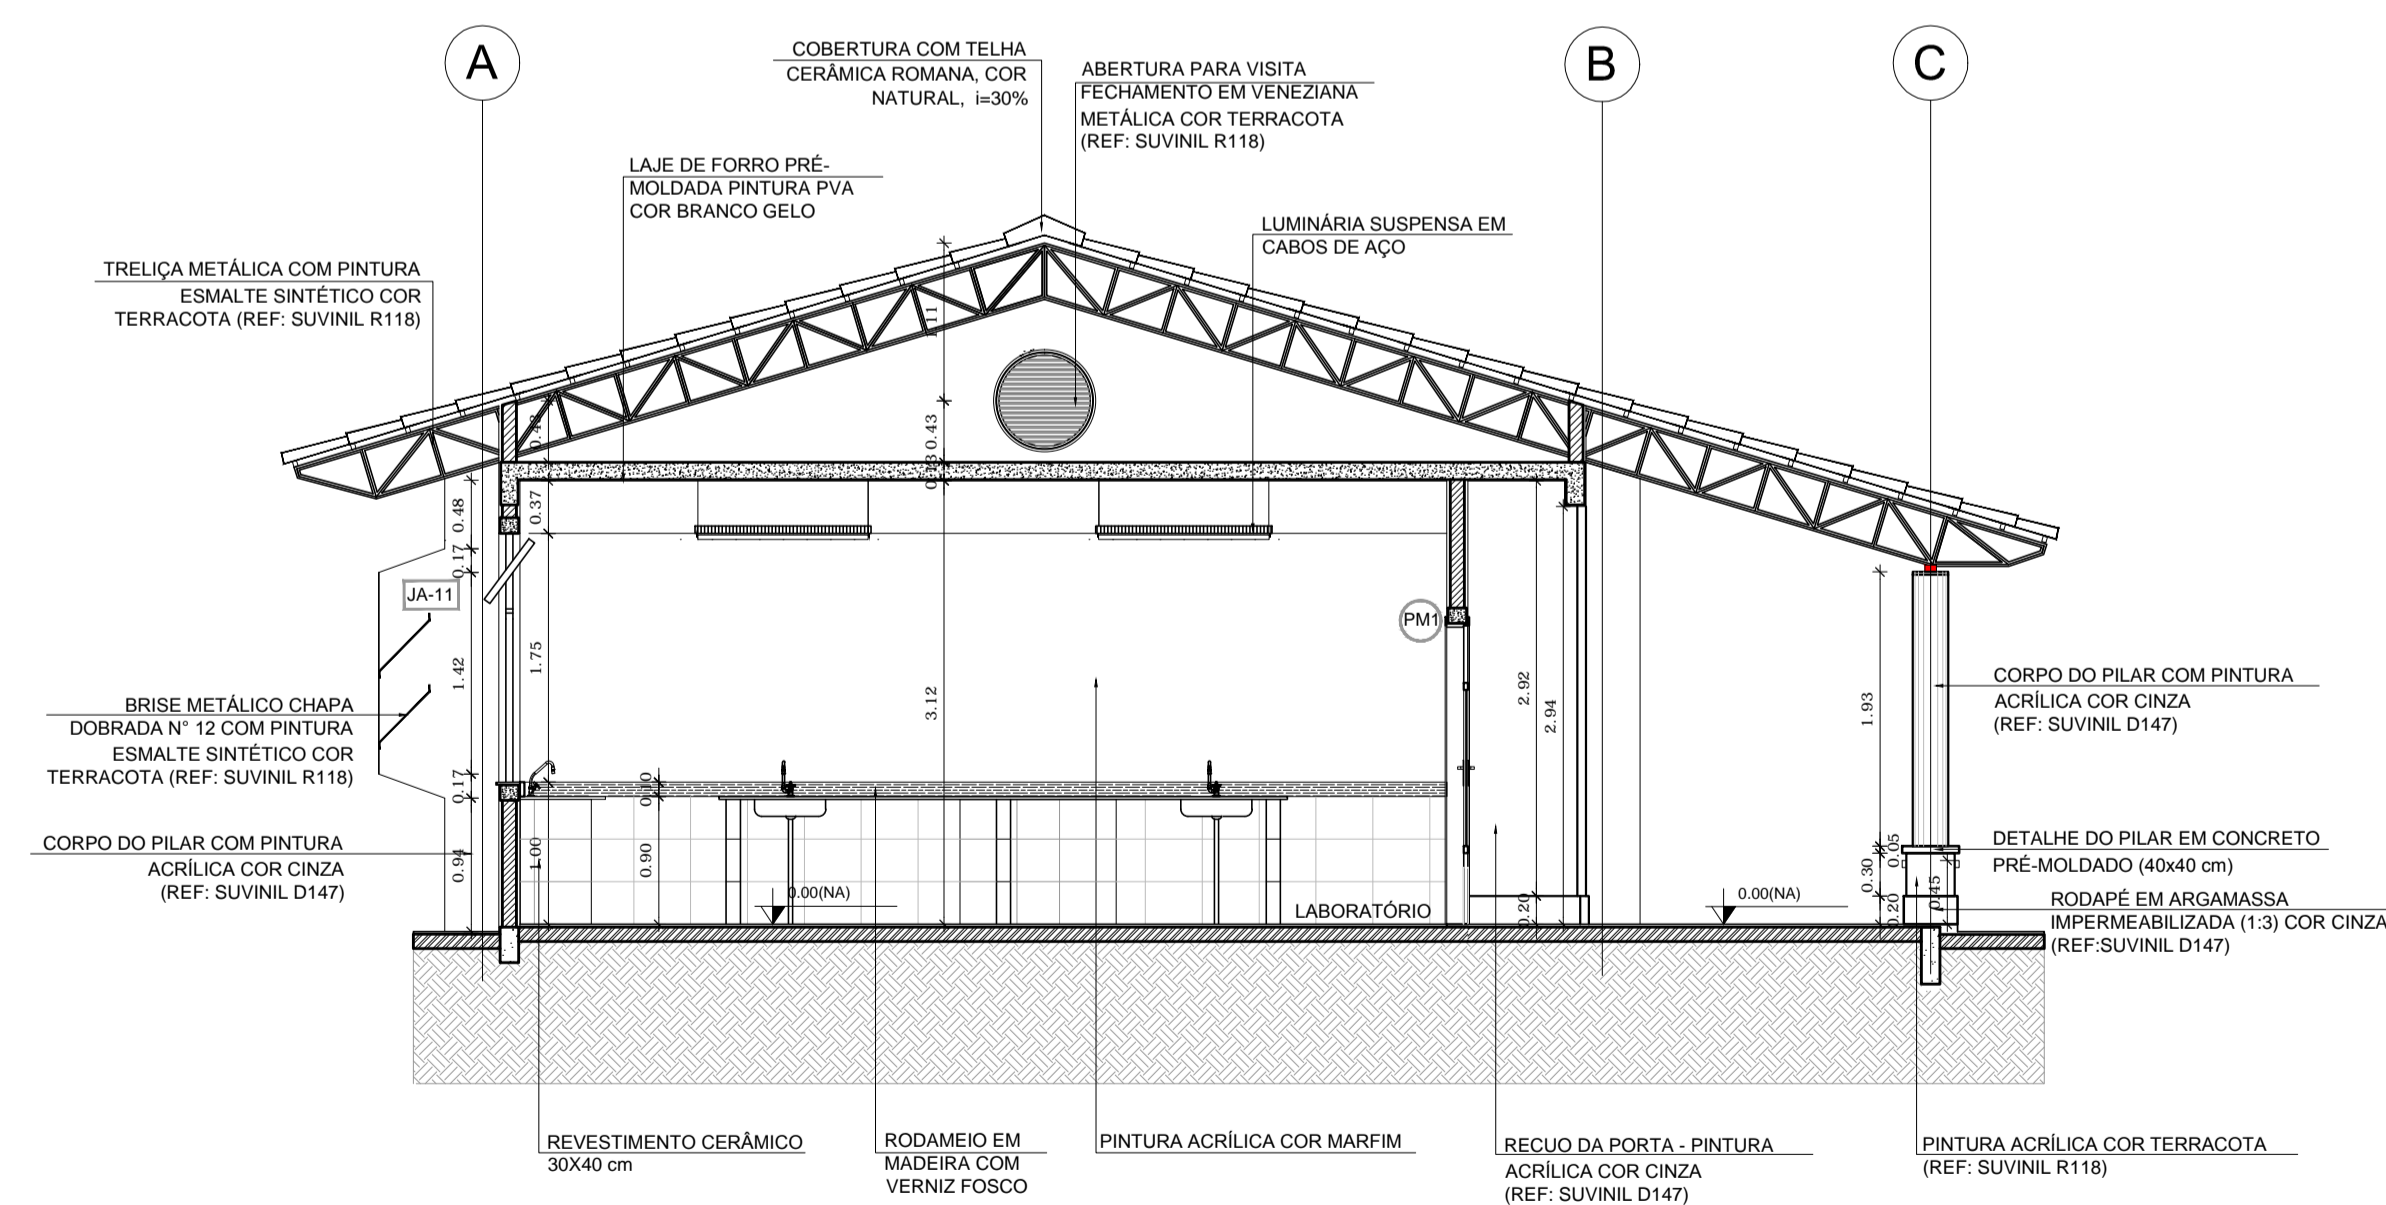 A
B
C
COBERTURA COM TELHA
CERÂMICA ROMANA, COR
NATURAL, i=30%
ABERTURA PARA VISITA
FECHAMENTO EM VENEZIANA
METÁLICA COR TERRACOTA
(REF: SUVINIL R118)
LAJE DE FORRO PRÉ-
MOLDADA PINTURA PVA
COR BRANCO GELO
LUMINÁRIA SUSPENSA EM
CABOS DE AÇO
TRELIÇA METÁLICA COM PINTURA
ESMALTE SINTÉTICO COR
TERRACOTA (REF: SUVINIL R118)
0.43
0.43
0.48
0.37
0.17
JA-11
PM1
1.42
1.75
3.12
2.92
2.94
1.93
BRISE METÁLICO CHAPA
DOBRADA N° 12 COM PINTURA
ESMALTE SINTÉTICO COR
TERRACOTA (REF: SUVINIL R118)
CORPO DO PILAR COM PINTURA
ACRÍLICA COR CINZA
(REF: SUVINIL D147)
0.17
0.10
CORPO DO PILAR COM PINTURA
ACRÍLICA COR CINZA
(REF: SUVINIL D147)
0.94
1.00
0.90
0.05
0.30
0.45
0.20
0.20
DETALHE DO PILAR EM CONCRETO
PRÉ-MOLDADO (40x40 cm)
0.00(NA)
0.00(NA)
LABORATÓRIO
RODAPÉ EM ARGAMASSA
IMPERMEABILIZADA (1:3) COR CINZA
(REF:SUVINIL D147)
REVESTIMENTO CERÂMICO
30X40 cm
RODAMEIO EM
MADEIRA COM
VERNIZ FOSCO
PINTURA ACRÍLICA COR MARFIM
RECUO DA PORTA - PINTURA
ACRÍLICA COR CINZA
(REF: SUVINIL D147)
PINTURA ACRÍLICA COR TERRACOTA
(REF: SUVINIL R118)